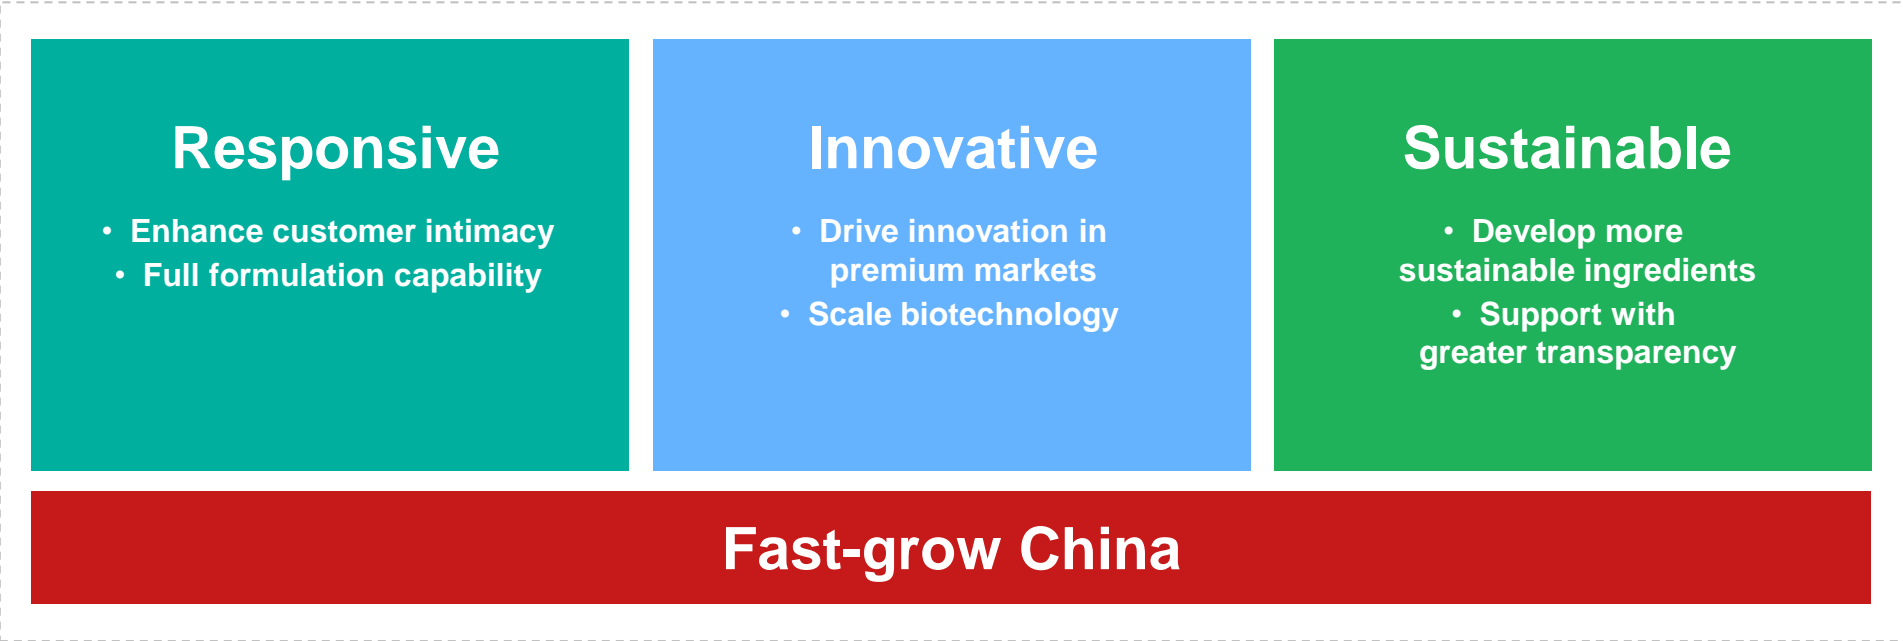 Responsive
• Enhance customer intimacy
• Full formulation capability
Innovative
• Drive innovation in
premium markets
• Scale biotechnology
Sustainable
• Develop more
sustainable ingredients
• Support with
greater transparency
Fast-grow China